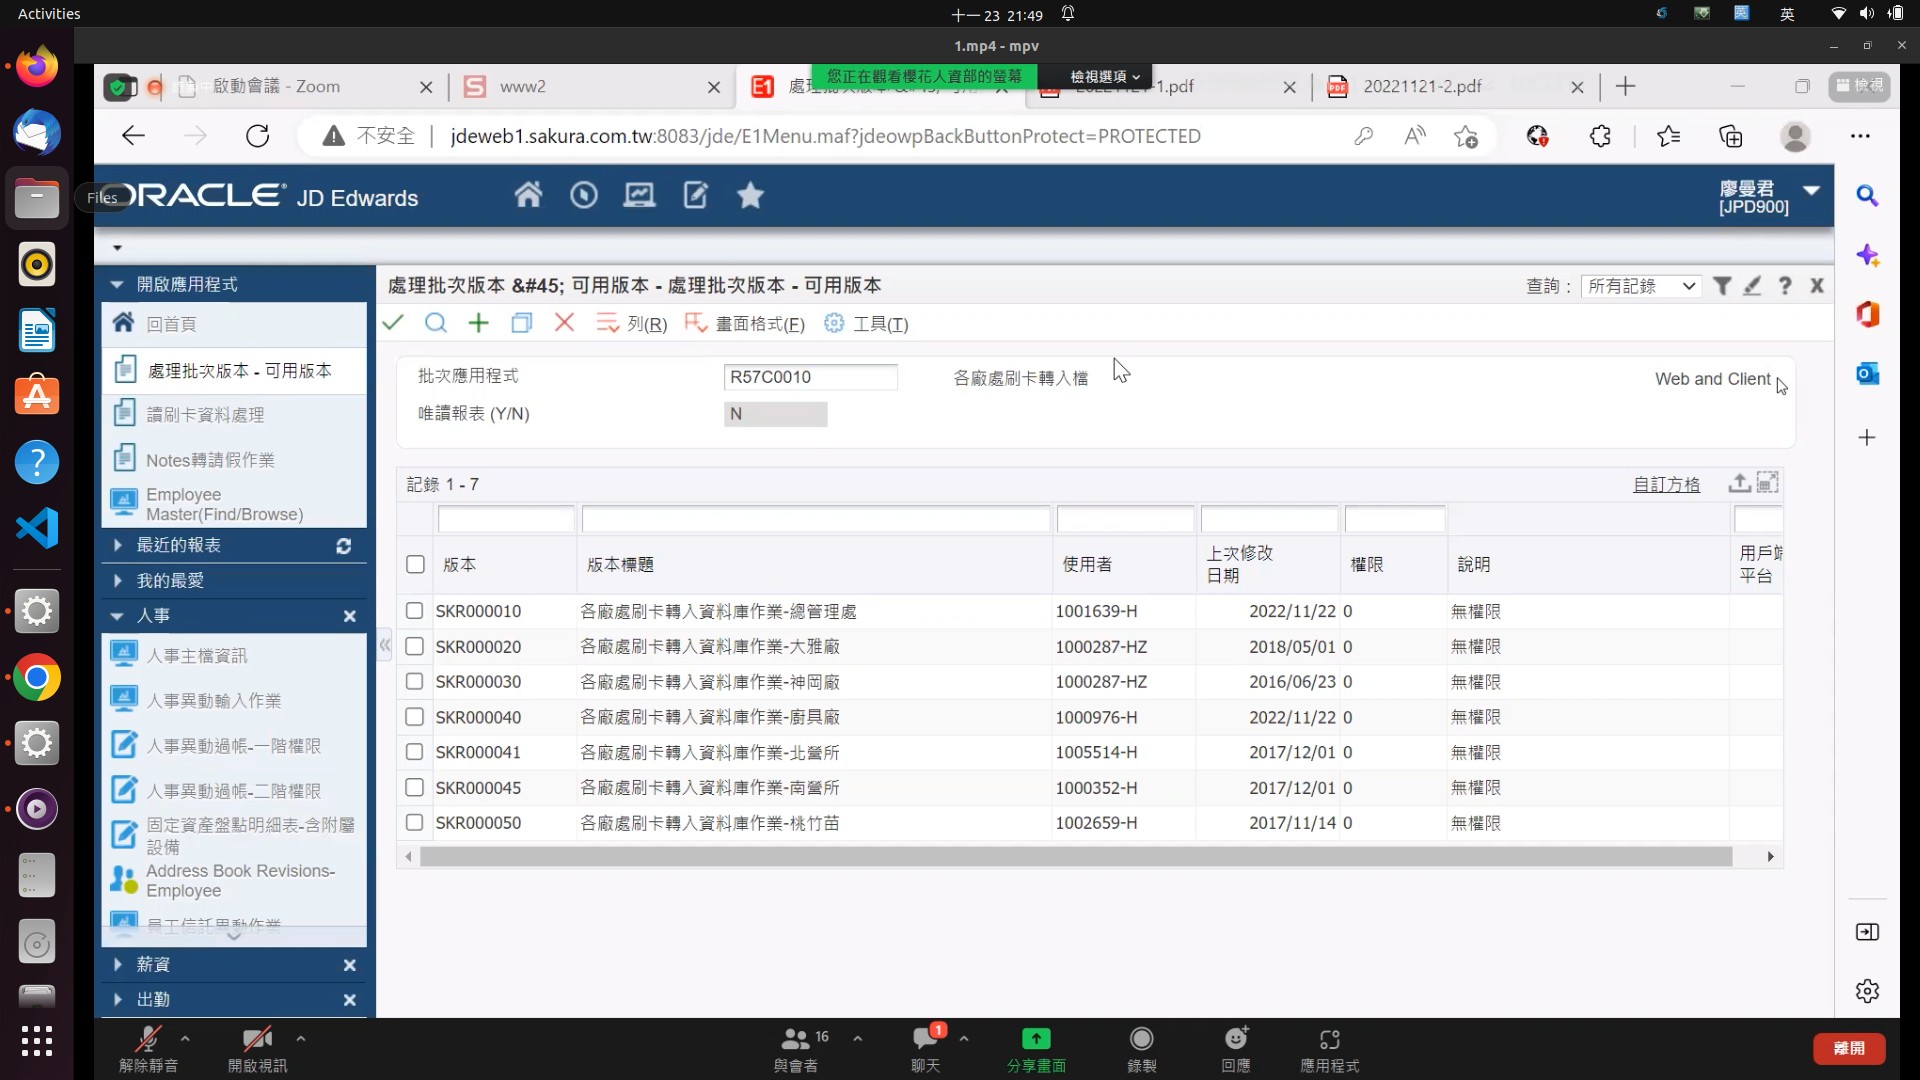 Activities
十一 23 21:49
英
英
1.mp4 - mpv
啟動會議 - Zoom
www2
您正在觀看櫻花人資部的螢幕
檢視選項
-1.pdf
20221121-2.pdf
檢視
不安全
jdeweb1.sakura.com.tw:8083/jde/E1Menu.maf?jdeowpBackButtonProtect=PROTECTED
Files
ORACLE JD Edwards
廖曼君
[JPD900]
開啟應用程式
回首頁
處理批次版本 - 可用版本
讀刷卡資料處理
Notes轉請假作業
Employee
Master(Find/Browse)
最近的報表
我的最愛
人事
人事主檔資訊
人事異動輸入作業
人事異動過帳-一階權限
人事異動過帳-二階權限
固定資產盤點明細表-含附屬
設備
Address Book Revisions-
Employee
員工信託異動作業
薪資
出勤
處理批次版本 &#45; 可用版本 - 處理批次版本 - 可用版本
查詢：
所有記錄
列(R)
畫面格式(F)
工具(T)
批次應用程式
R57C0010
各廠處刷卡轉入檔
Web and Client
唯讀報表 (Y/N)
N
記錄 1 - 7
自訂方格
版本
版本標題
使用者
上次修改
日期
權限
說明
用戶端
平台
SKR000010 各廠處刷卡轉入資料庫作業-總管理處 1001639-H 2022/11/22 0 無權限
SKR000020 各廠處刷卡轉入資料庫作業-大雅廠 1000287-HZ 2018/05/01 0 無權限
SKR000030 各廠處刷卡轉入資料庫作業-神岡廠 1000287-HZ 2016/06/23 0 無權限
SKR000040 各廠處刷卡轉入資料庫作業-廚具廠 1000976-H 2022/11/22 0 無權限
SKR000041 各廠處刷卡轉入資料庫作業-北營所 1005514-H 2017/12/01 0 無權限
SKR000045 各廠處刷卡轉入資料庫作業-南營所 1000352-H 2017/12/01 0 無權限
SKR000050 各廠處刷卡轉入資料庫作業-桃竹苗 1002659-H 2017/11/14 0 無權限
解除靜音
開啟視訊
16
與會者
1
聊天
分享畫面
錄製
回應
應用程式
離開